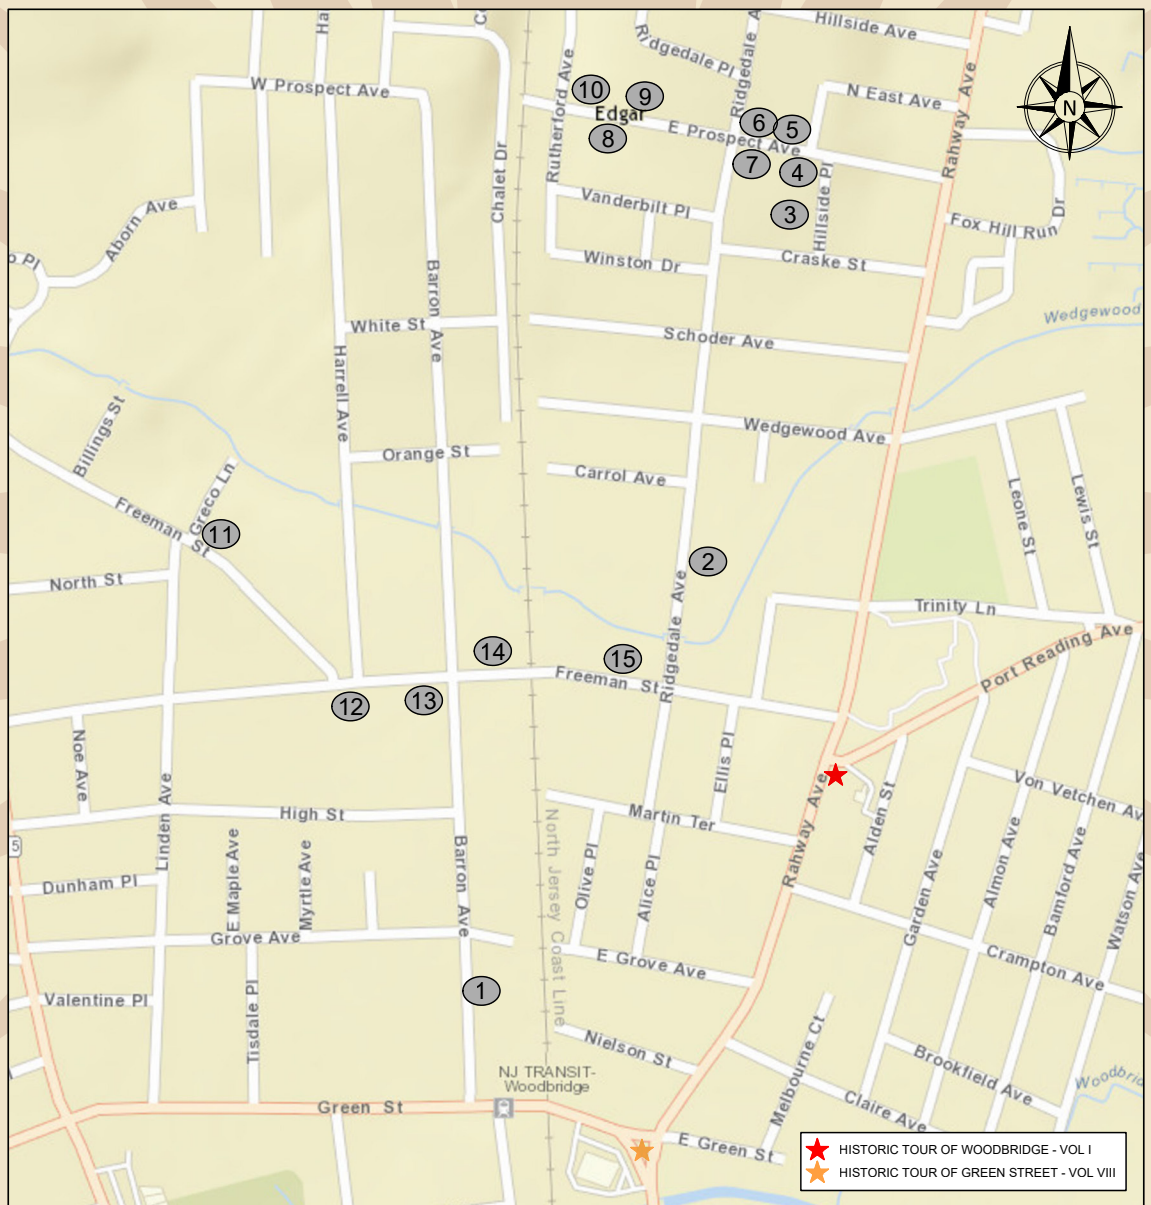 Hillside Ave
Ridgedale Pl
Ridgedale A
Ha
C
W Prospect Ave
Rutherford Ave
10
9
Edgar
8
E Prospect Ave
6
5
7
4
3
N East Ave
Rahway Ave
N
Chalet Dr
Vanderbilt Pl
Hillside Pl
Fox Hill Run
Dr
Aborn Ave
o Pl
Winston Dr
Craske St
Barron Ave
White St
Schoder Ave
Wedgewood
Harrell Ave
Billings St
Orange St
Wedgewood Ave
Carrol Ave
Leone St
Lewis St
Greco Ln
Freeman St
11
2
North St
Ridgedale Ave
Trinity Ln
Port Reading Ave
14
15
Freeman St
12
13
Noe Ave
Linden Ave
Ellis Pl
Rahway Ave
Von Vetchen Av
High St
Martin Ter
Alden St
5
E Maple Ave
Myrtle Ave
Barron Ave
North Jersey Coast Line
Olive Pl
Alice Pl
Garden Ave
Almon Ave
Bamford Ave
Watson Ave
Dunham Pl
Grove Ave
E Grove Ave
Crampton Ave
Valentine Pl
Tisdale Pl
1
Nielson St
Melbourne Ct
Brookfield Ave
Claire Ave
Woodbrid
NJ TRANSIT-
Woodbridge
Green St
E Green St
HISTORIC TOUR OF WOODBRIDGE - VOL I
HISTORIC TOUR OF GREEN STREET - VOL VIII